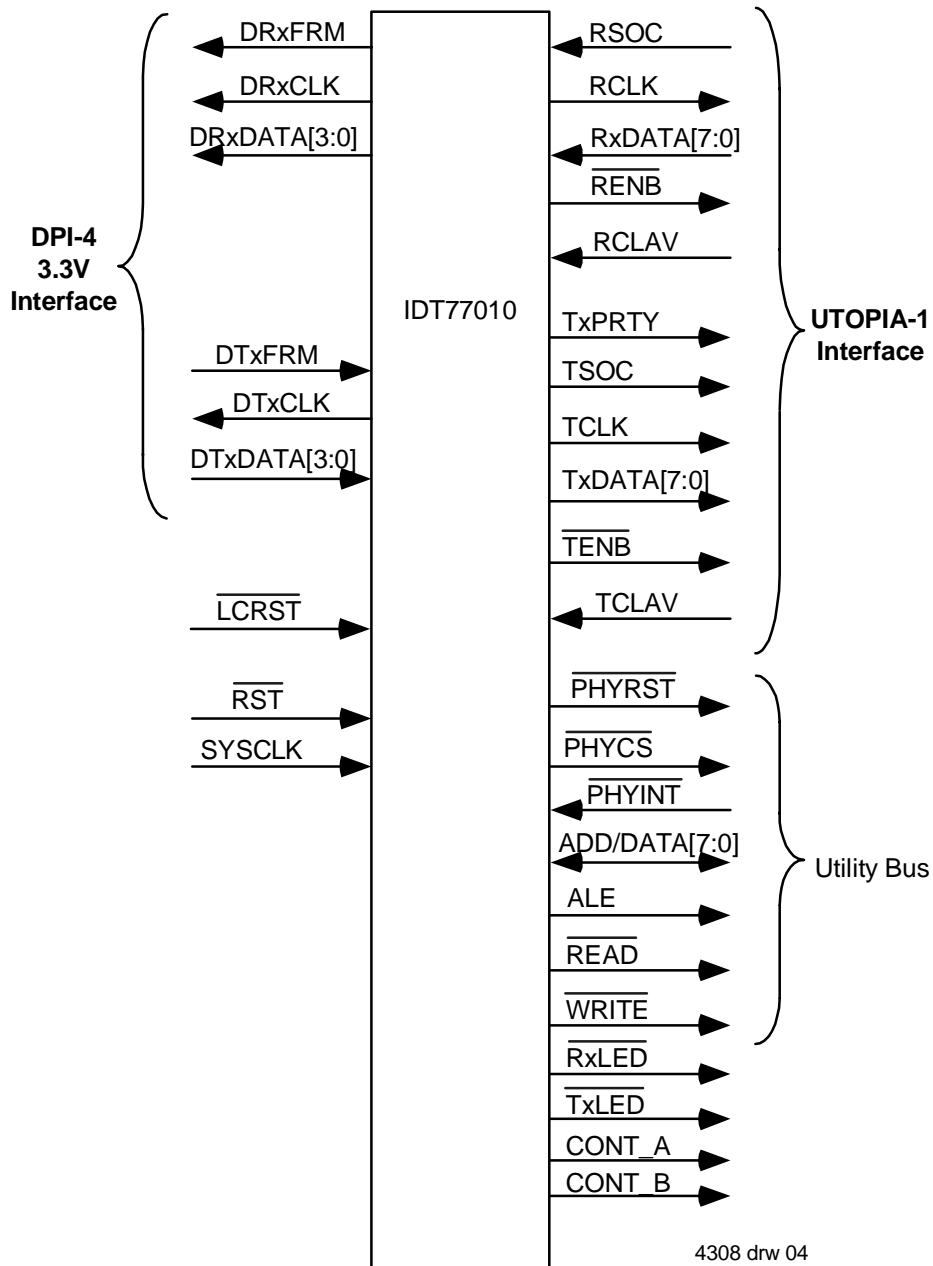 DRxFRM
DRxCLK
DRxDATA[3:0]
DPI-4
3.3V
Interface
DTxFRM
DTxCLK
DTxDATA[3:0]
LCRST
RST
SYSCLK
IDT77010
RSOC
RCLK
RxDATA[7:0]
RENB
RCLAV
TxPRTY
TSOC
TCLK
TxDATA[7:0]
TENB
TCLAV
UTOPIA-1
Interface
PHYRST
PHYCS
PHYINT
ADD/DATA[7:0]
ALE
READ
WRITE
Utility Bus
RxLED
TxLED
CONT_A
CONT_B
4308 drw 04